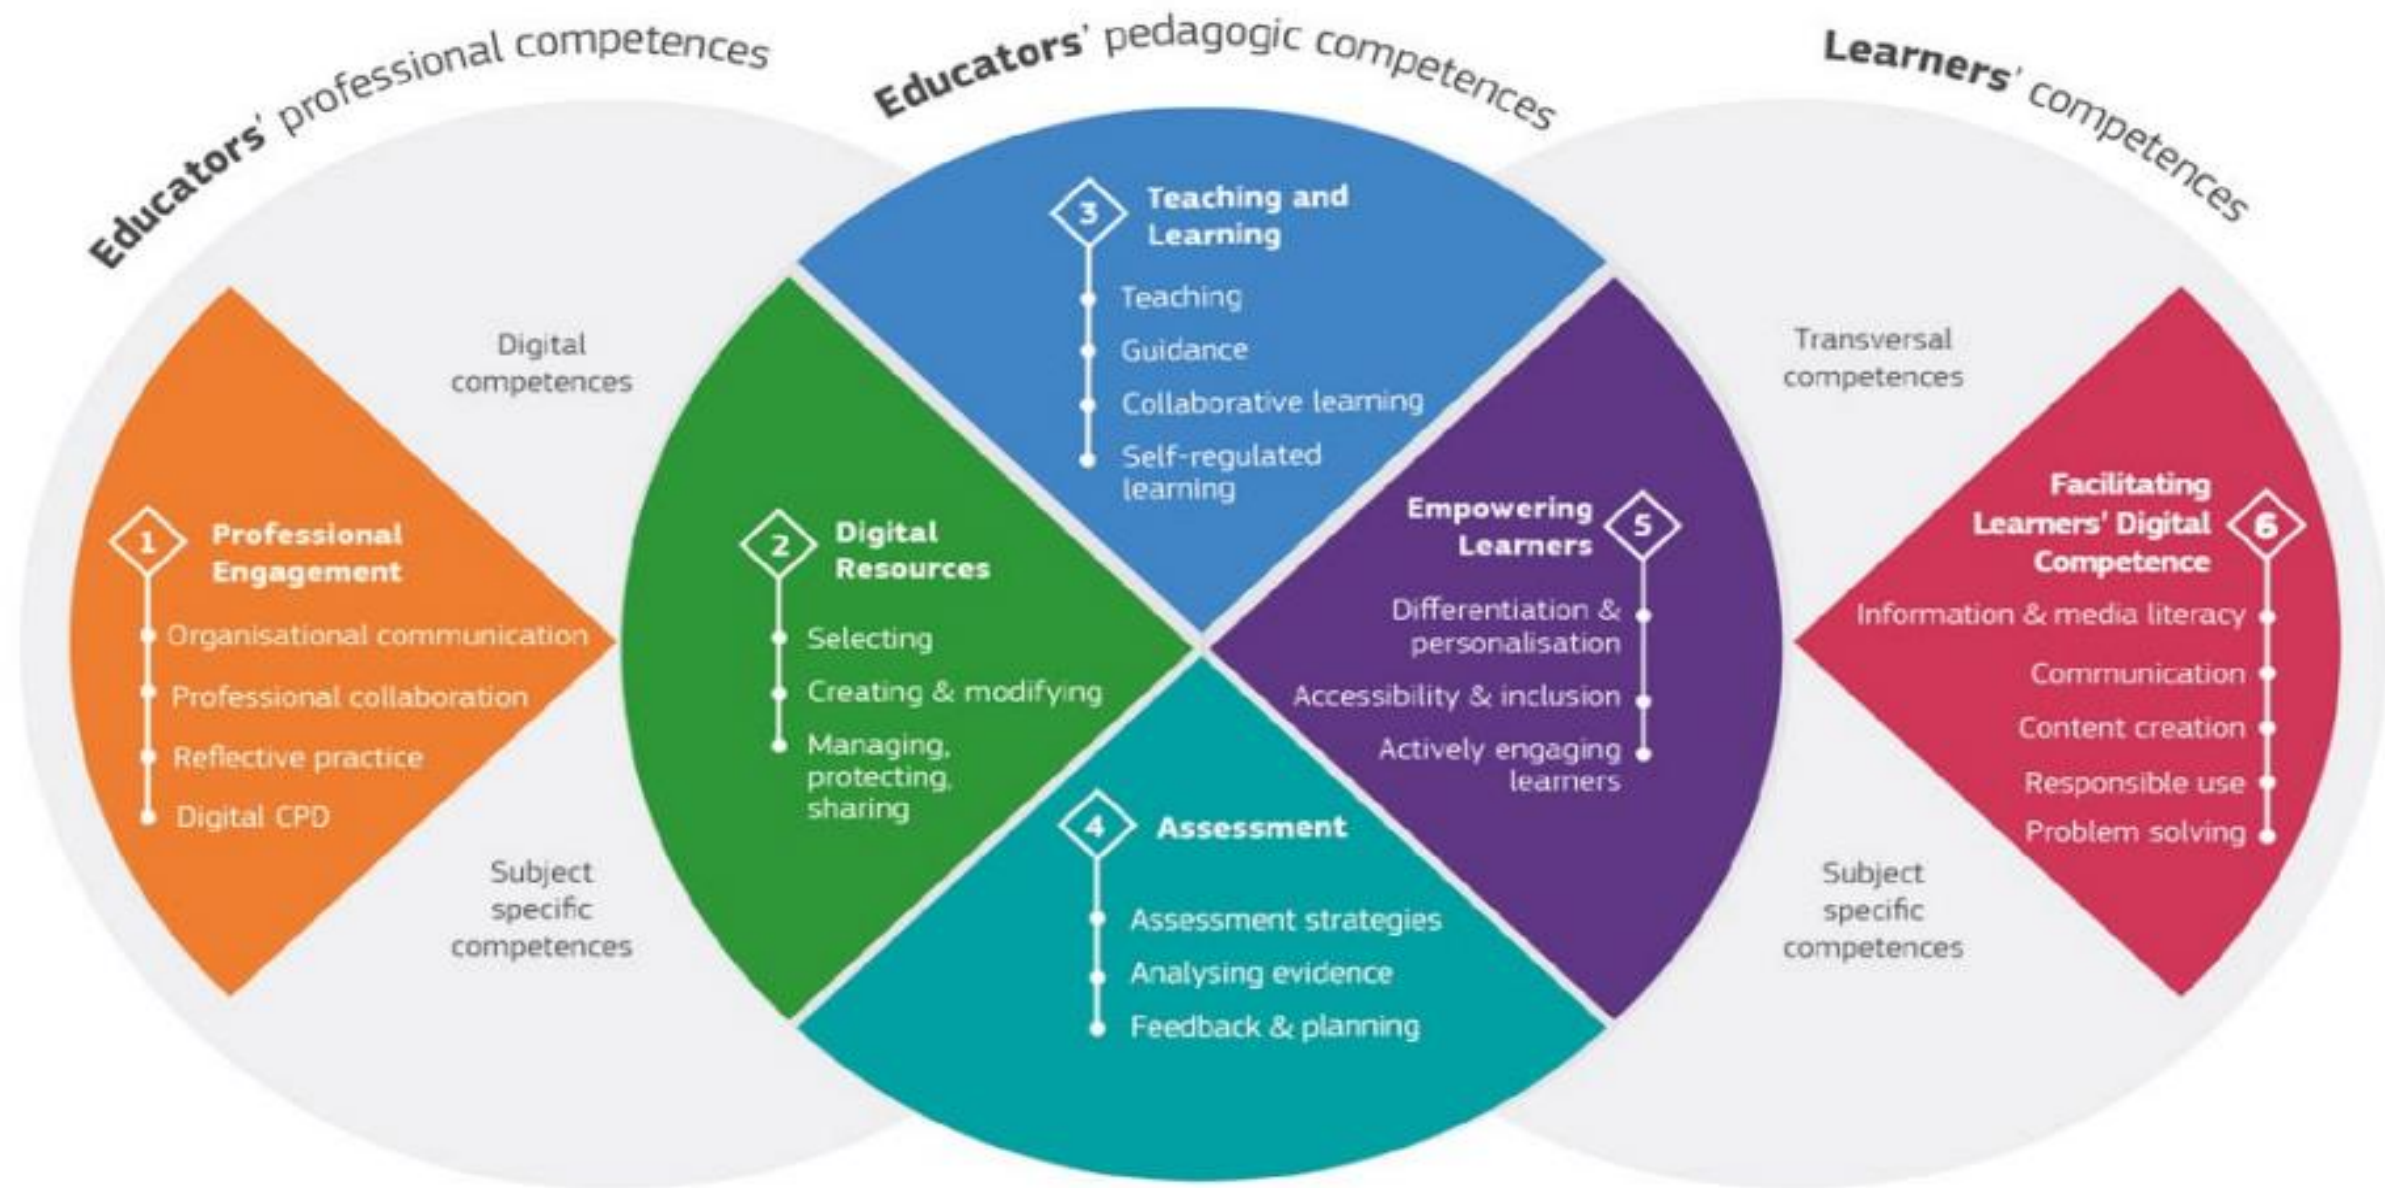 Educators' professional competences
Educators' pedagogic competences
Learners' competences
Digital
competences
Subject
specific
competences
1
Professional
Engagement
Organisational communication
Professional collaboration
Reflective practice
Digital CPD
2
Digital
Resources
Selecting
Creating & modifying
Managing,
protecting,
sharing
3
Teaching and
Learning
Teaching
Guidance
Collaborative learning
Self-regulated
learning
4
Assessment
Assessment strategies
Analysing evidence
Feedback & planning
Empowering
Learners
5
Differentiation &
personalisation
Accessibility & inclusion
Actively engaging
learners
Transversal
competences
Subject
specific
competences
Facilitating
Learners' Digital
Competence
6
Information & media literacy
Communication
Content creation
Responsible use
Problem solving